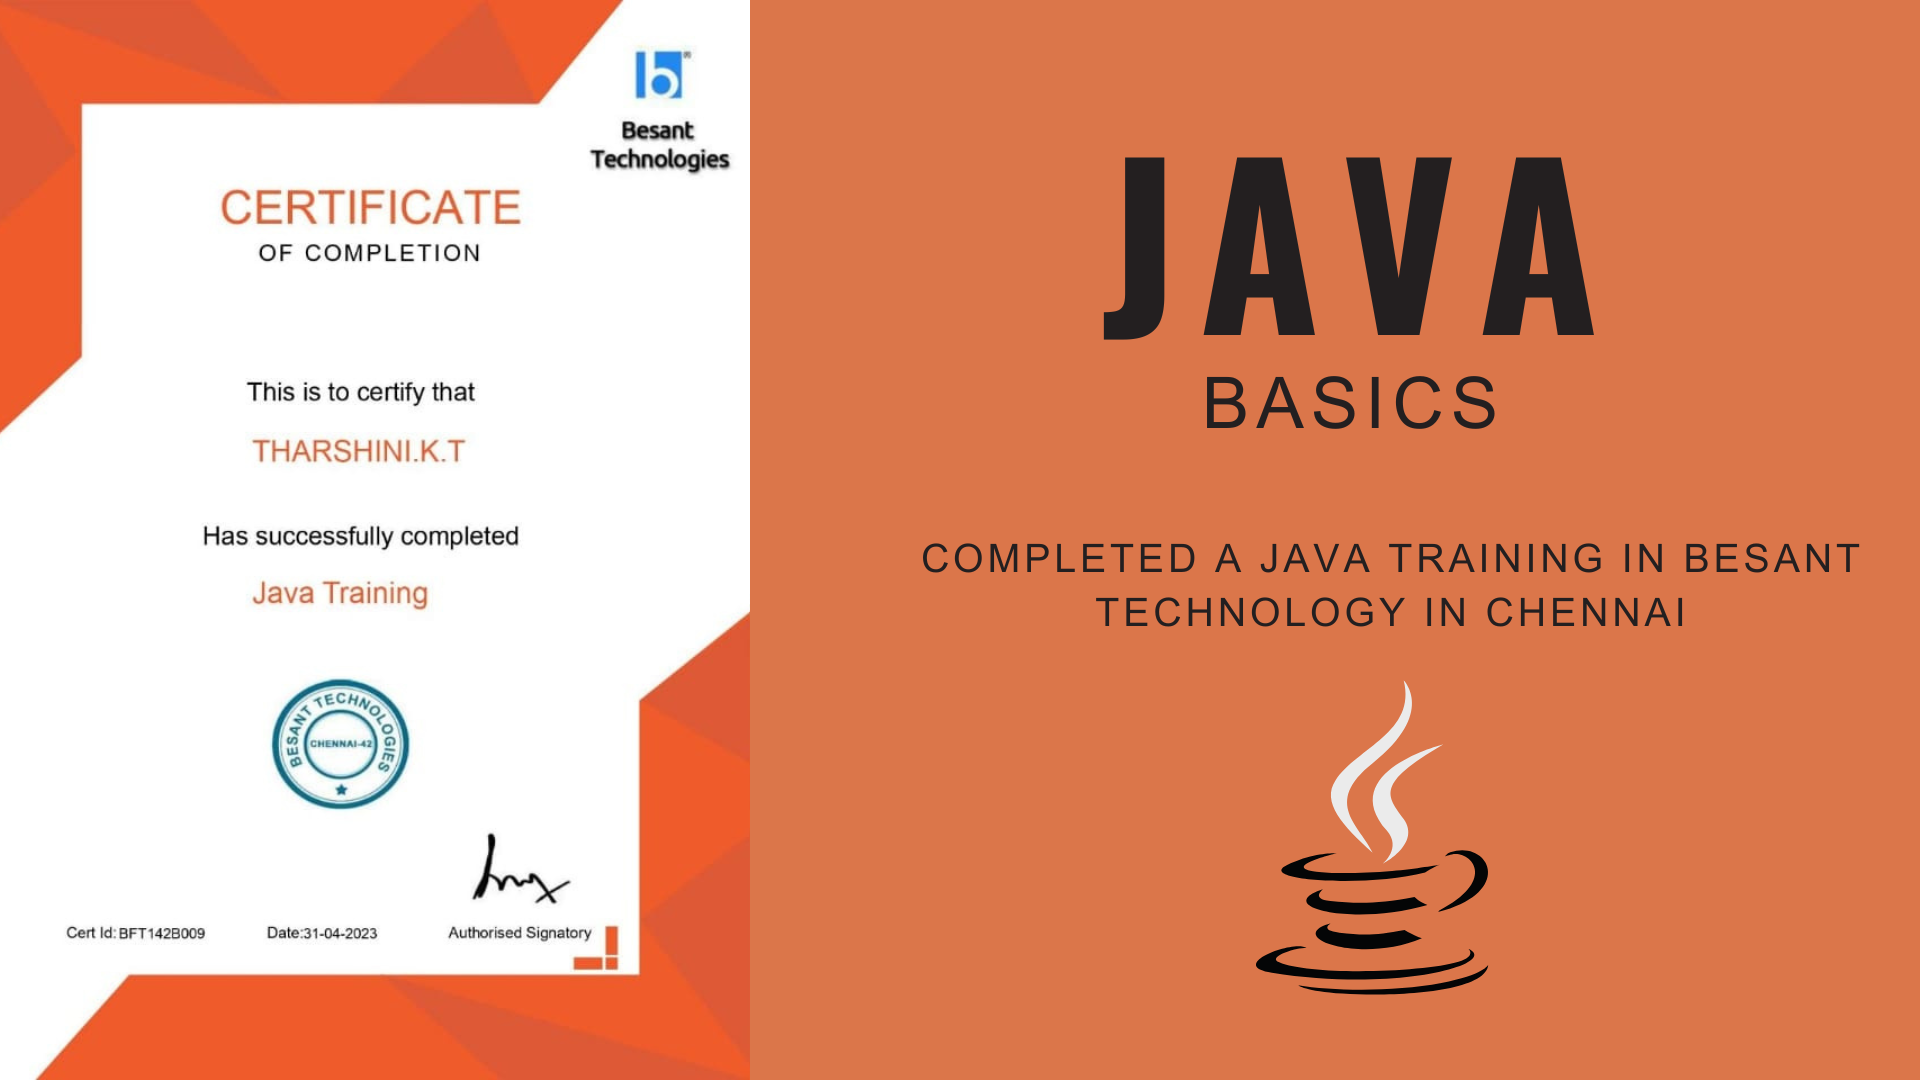 b®
Besant
Technologies
CERTIFICATE
OF COMPLETION
This is to certify that
THARSHINI.K.T
Has successfully completed
Java Training
BESANT TECHNOLOGIES
CHENNAI-42
Cert Id: BFT142B009
Date:31-04-2023
Authorised Signatory
JAVA
BASICS
COMPLETED A JAVA TRAINING IN BESANT
TECHNOLOGY IN CHENNAI